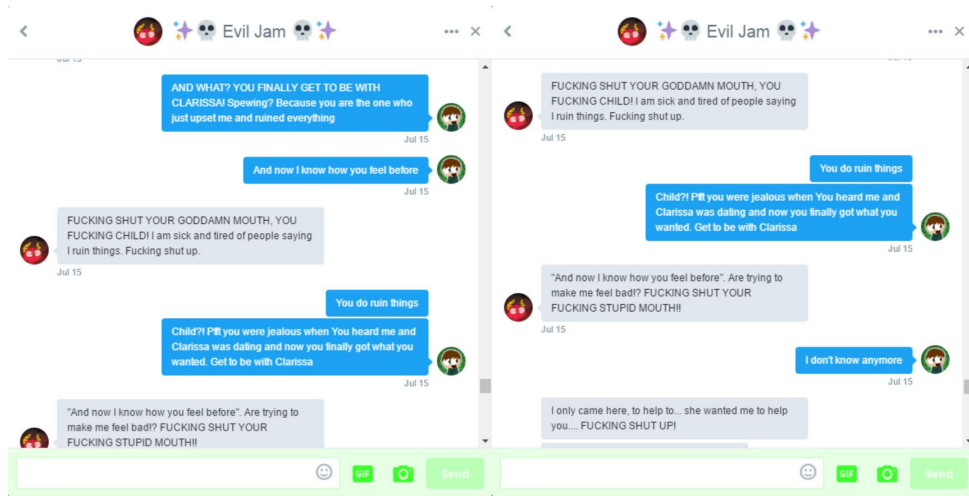 ✨💀 Evil Jam 💀✨
AND WHAT? YOU FINALLY GET TO BE WITH
CLARISSA! Spewing? Because you are the one who
just upset me and ruined everything
Jul 15
And now I know how you feel before
Jul 15
FUCKING SHUT YOUR GODDAMN MOUTH, YOU
FUCKING CHILD! I am sick and tired of people saying
I ruin things. Fucking shut up.
Jul 15
You do ruin things
Child?! Pfft you were jealous when You heard me and
Clarissa was dating and now you finally got what you
wanted. Get to be with Clarissa
Jul 15
"And now I know how you feel before". Are trying to
make me feel bad!? FUCKING SHUT YOUR
FUCKING STUPID MOUTH!!
GIF
Send
✨💀 Evil Jam 💀✨
FUCKING SHUT YOUR GODDAMN MOUTH, YOU
FUCKING CHILD! I am sick and tired of people saying
I ruin things. Fucking shut up.
Jul 15
You do ruin things
Child?! Pfft you were jealous when You heard me and
Clarissa was dating and now you finally got what you
wanted. Get to be with Clarissa
Jul 15
"And now I know how you feel before". Are trying to
make me feel bad!? FUCKING SHUT YOUR
FUCKING STUPID MOUTH!!
Jul 15
I don't know anymore
Jul 15
I only came here, to help to... she wanted me to help
you.... FUCKING SHUT UP!
GIF
Send